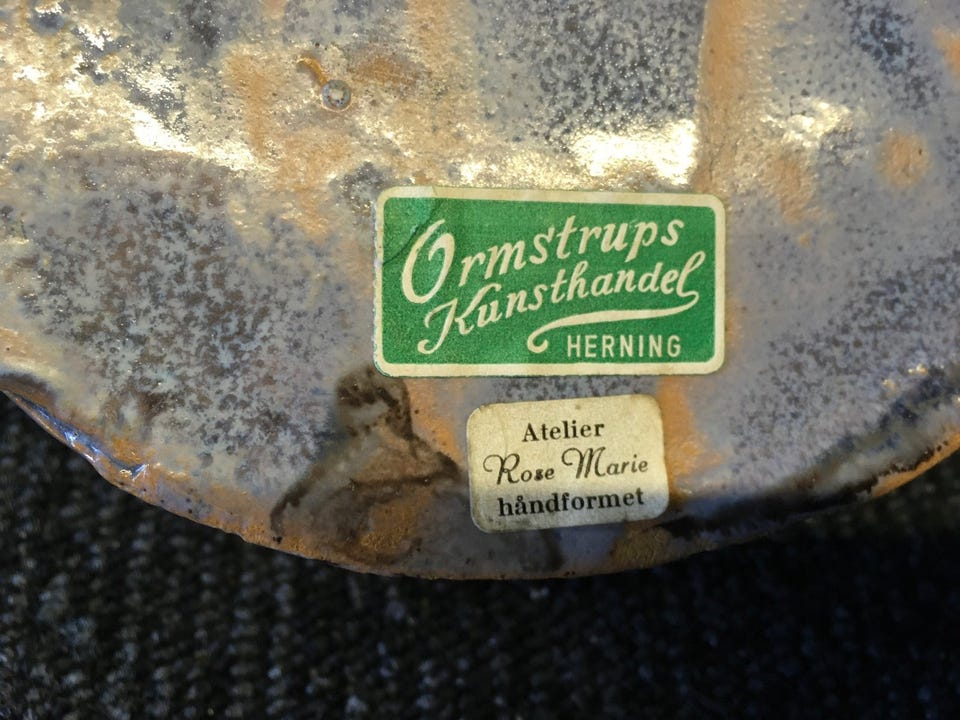 Ormstrups
Kunsthandel
HERNING
Atelier
Rose Marie
håndformet